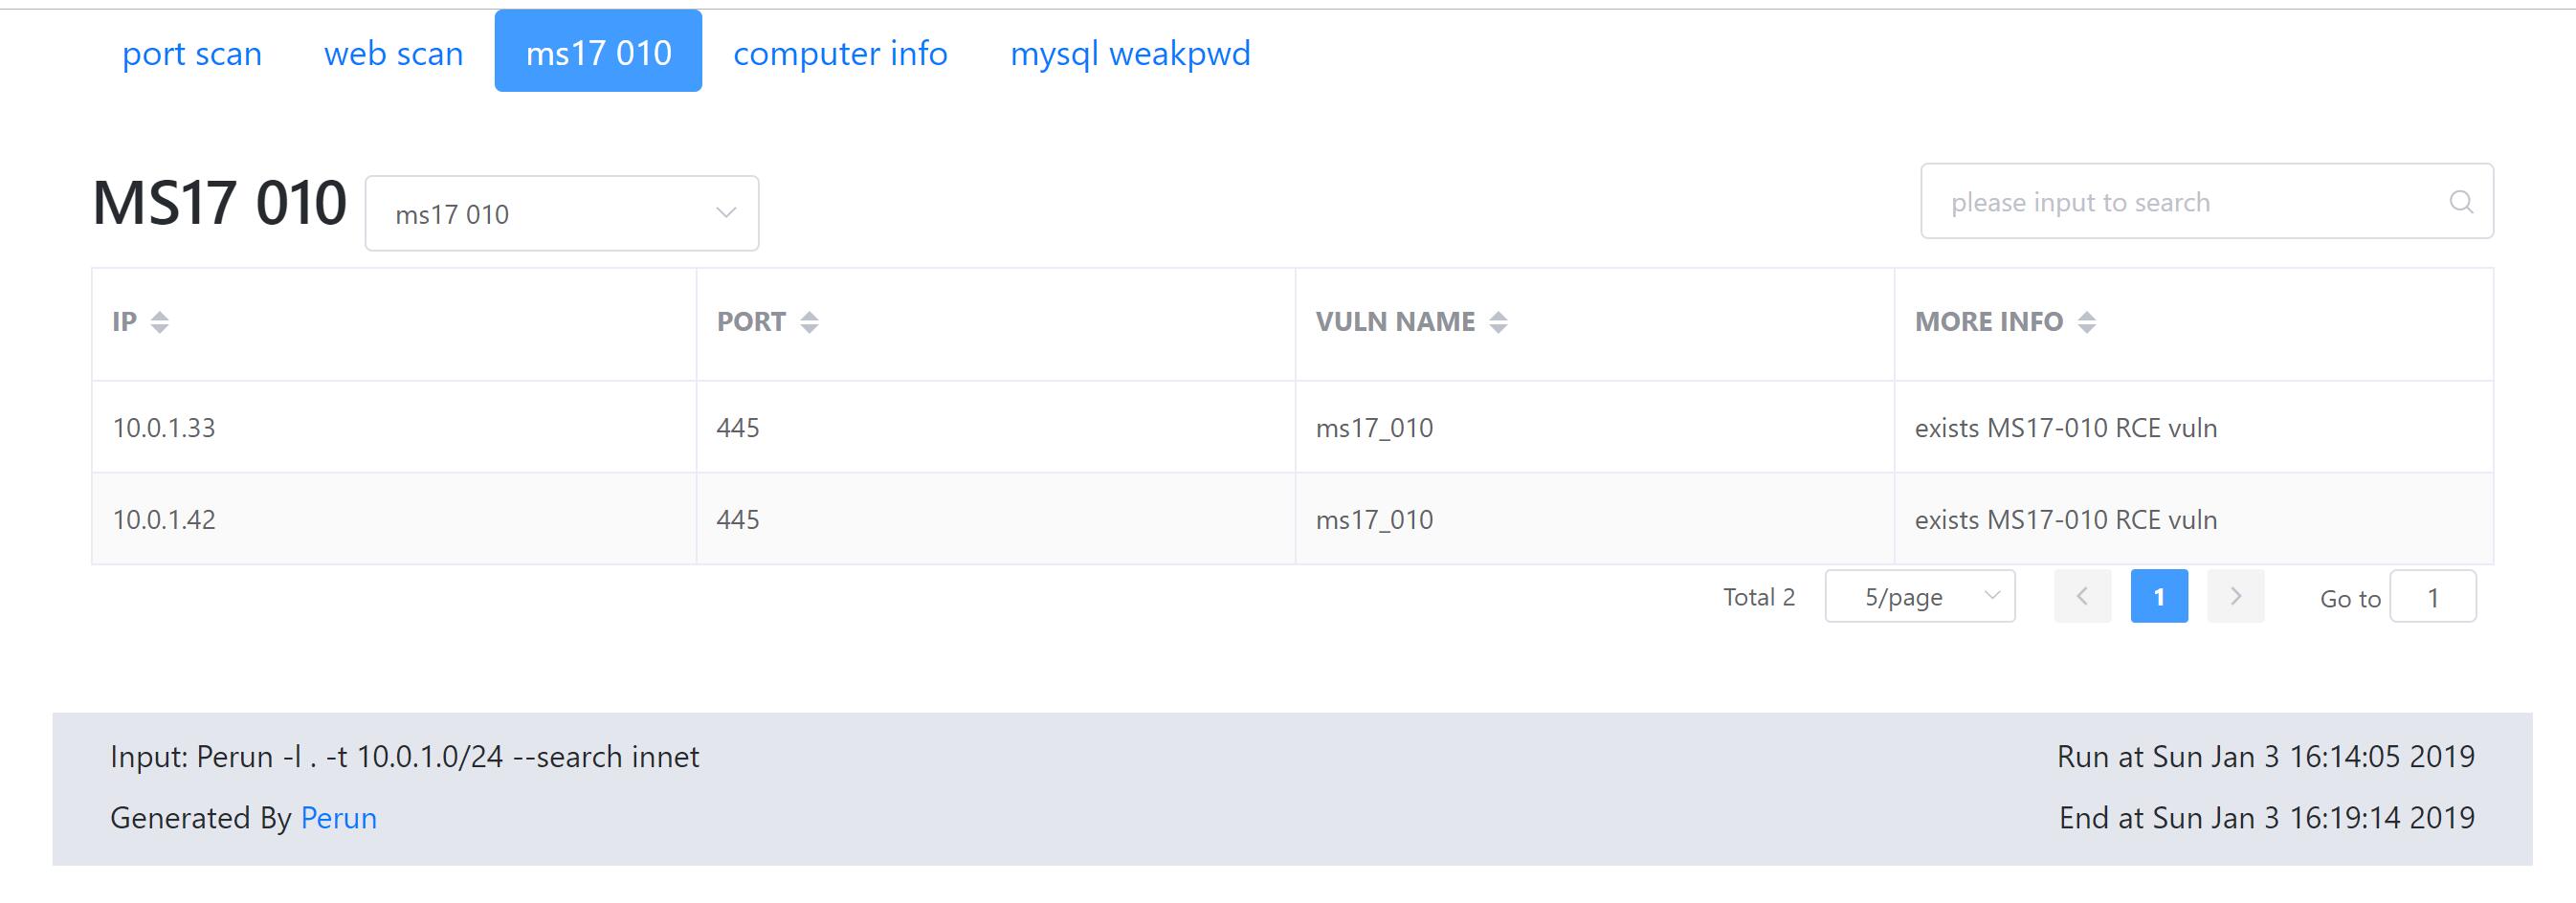 port scan web scan ms17 010 computer info mysql weakpwd
MS17 010 ms17 010 please input to search
IP PORT VULN NAME MORE INFO
10.0.1.33 445 ms17_010 exists MS17-010 RCE vuln
10.0.1.42 445 ms17_010 exists MS17-010 RCE vuln
Total 2 5/page 1 Go to 1
Input: Perun -l . -t 10.0.1.0/24 --search innet Run at Sun Jan 3 16:14:05 2019
Generated By Perun End at Sun Jan 3 16:19:14 2019